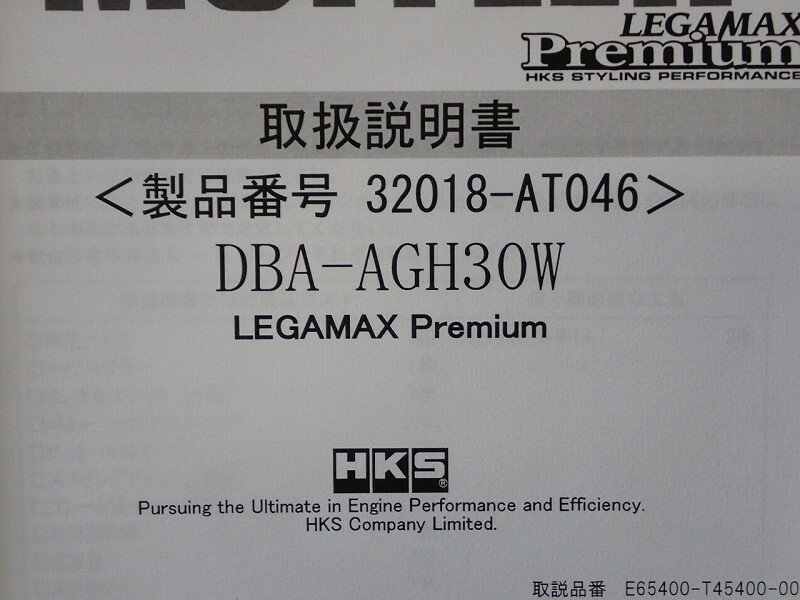 LEGAMAX
Premium
HKS STYLING PERFORMANCE
取扱説明書
<製品番号 32018-AT046>
DBA-AGH30W
LEGAMAX Premium
HKS®
Pursuing the Ultimate in Engine Performance and Efficiency.
HKS Company Limited.
取説品番 E65400-T45400-00